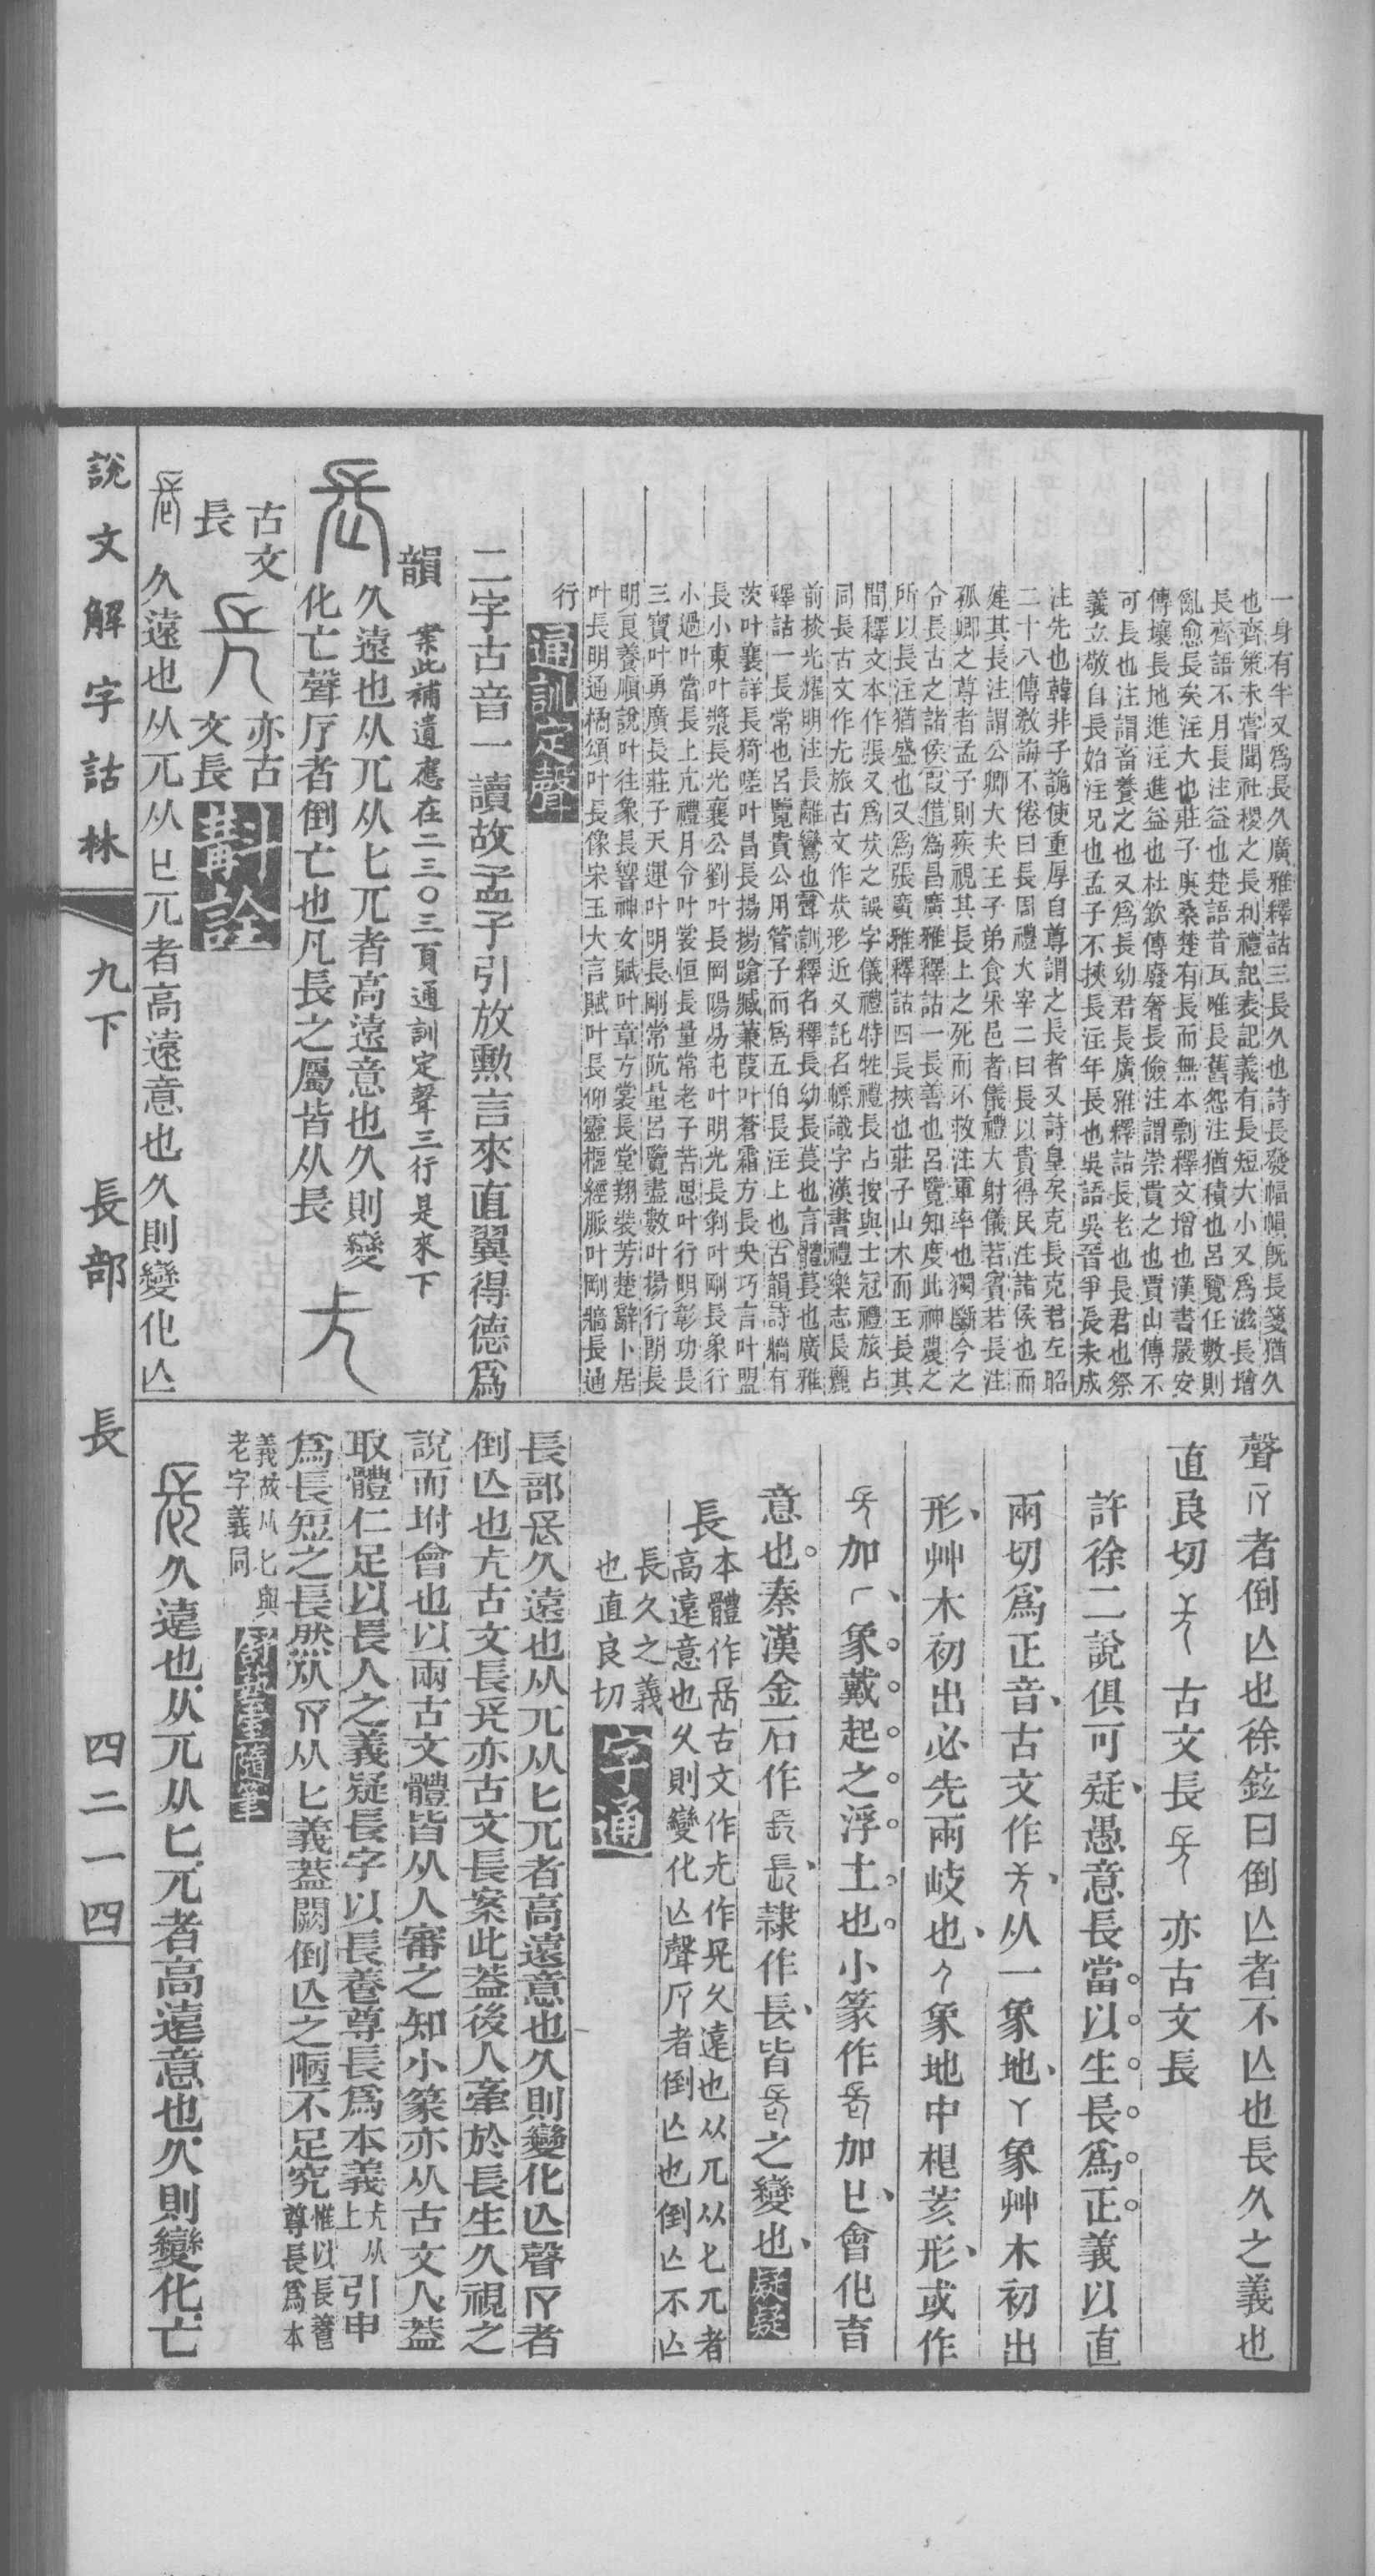 一身有半又爲長久廣雅釋詁三長久也詩長發幅幀旣長箋猶久
也齊策未嘗聞社稷之長利禮記表記義有長短大小又爲滋長增
長齊語不月長注益也楚語昔瓦唯長舊怨注猶積也呂覽任數則
亂愈長矣注大也莊子庚桑楚有長而無本剽釋文增也漢書嚴安
傳壤長地進注進益也杜欽傳廢奢長儉注謂崇貴之也賈山傳不
可長也注謂畜養之也又爲長幼君長廣雅釋詁長老也長君也祭
義立敬自長始注兄也孟子不挾長注年長也吳語吳晉爭長未成
注先也韓非子詭使重厚自尊謂之長者又詩皇矣克長克君左昭
二十八傳敎誨不倦曰長周禮大宰二曰長以貴得民注諸侯也而
建其長注謂公卿大夫王子弟食采邑者儀禮大射儀若賓若長注
孤卿之尊者孟子則疾視其長上之死而不救注軍率也獨斷今之
令長古之諸侯叚借爲昌廣雅釋詁一長善也呂覽知度此神農之
所以長注猶盛也又爲張廣雅釋詁四長挾也莊子山木而王長其
間釋文本作張又爲㚑之誤字儀禮特牲禮長占按與士冠禮旅占
同長古文作旅古文作形近又託名幖識字漢書禮樂志長麗
前掞光耀明注長離鸞也聲訓釋名釋長幼長萇也言體萇也廣雅
釋詁一長常也呂覽貴公用管子而爲五伯長注上也古韻詩牆有
茨叶襄詳長猗嗟叶昌長揚揚蹌臧蒹葭叶蒼霜方長央巧言叶盟
長小東叶漿長光襄公劉叶長岡陽易屯叶明光長剝叶剛長象行
小過叶當長上亢禮月令叶裳恒長量常老子苦思叶行明彰功長
三寶叶勇廣長莊子天運叶明長剛常阬量呂覽盡數叶揚行朗長
明良養順說叶往象長響神女賦叶章方裳長堂翔裝芳楚辭卜居
叶長明通橘頌叶長像宋玉大言賦叶長仰靈樞經脈叶剛牆長通
行
通訓定聲
二字古音一讀故孟子引放勳言來直翼得德爲
韻 案此補遺應在二三〇三頁通訓定聲三行是來下
久遠也从兀从匕兀者高遠意也久則變
化亡聲𠂆者倒亡也凡長之屬皆从長
古文
長
亦古
文長
斠詮
久遠也从兀从匕兀者高遠意也久則變化亾
聲者倒亾也徐鉉曰倒亾者不亾也長久之義也
直良切 古文長 亦古文長
許徐二說俱可疑愚意長當以生長爲正義以直
兩切爲正音古文作从一象地丫象艸木初出
形艸木初出必先兩岐也象地中根荄形或作
加象戴起之浮土也小篆作加匕會化育
意也秦漢金石作隸作長皆之變也 疑疑
長 本體作古文作作久遠也从兀从匕兀者
高遠意也久則變化亾聲者倒亾也倒亾不亾
長久之義
也直良切
字通
長部久遠也从兀从匕兀者高遠意也久則變化亾聲者
倒亾也古文長亦古文長案此蓋後人牽於長生久視之
說而坿會也以兩古文體皆从人審之知小篆亦从古文人蓋
取體仁足以長人之義疑長字以長養尊長爲本義从上引申
爲長短之長然从从匕義蓋闕倒亾之陋不足究惟以長養尊長爲本
義故从匕與
老字義同
隨筆
久遠也从兀从匕兀者高遠意也久則變化亡
說文解字詁林 九下 長部 長 四二一四